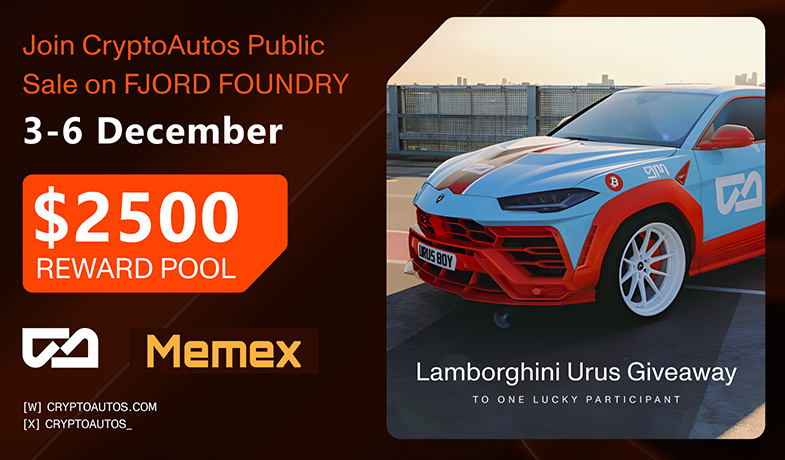 Join CryptoAutos Public
Sale on FJORD FOUNDRY
3-6 December
$2500
REWARD POOL
Memex
[W] CRYPTOAUTOS.COM
[X] CRYPTOAUTOS_
URUS BOY
Lamborghini Urus Giveaway
TO ONE LUCKY PARTICIPANT